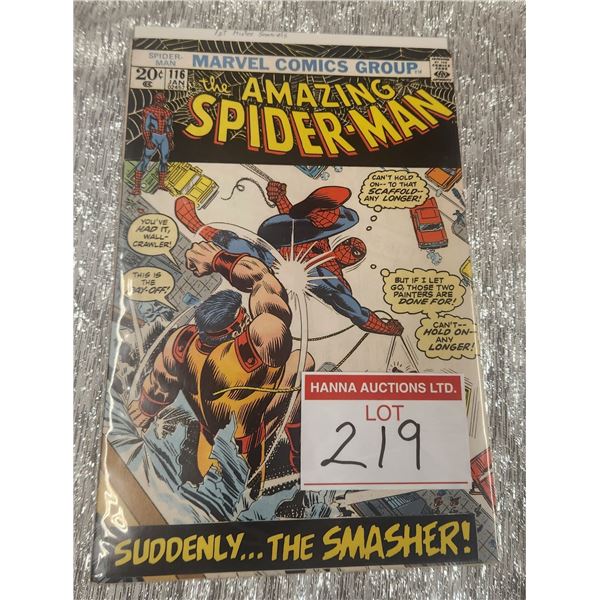 SPIDER-MAN
MARVEL COMICS GROUP
20¢ 116 JAN
the AMAZING
SPIDER-MAN
CAN'T HOLD
ON-- TO THAT
SCAFFOLD--
ANY LONGER!
YOU'VE
HAD IT,
WALL-
CRAWLER!
THIS IS
THE
PAY-OFF!
BUT IF I LET
GO, THOSE TWO
PAINTERS ARE
DONE FOR!
CAN'T--
HOLD ON--
ANY
LONGER!
HANNA AUCTIONS LTD.
LOT
219
SUDDENLY... THE SMASHER!